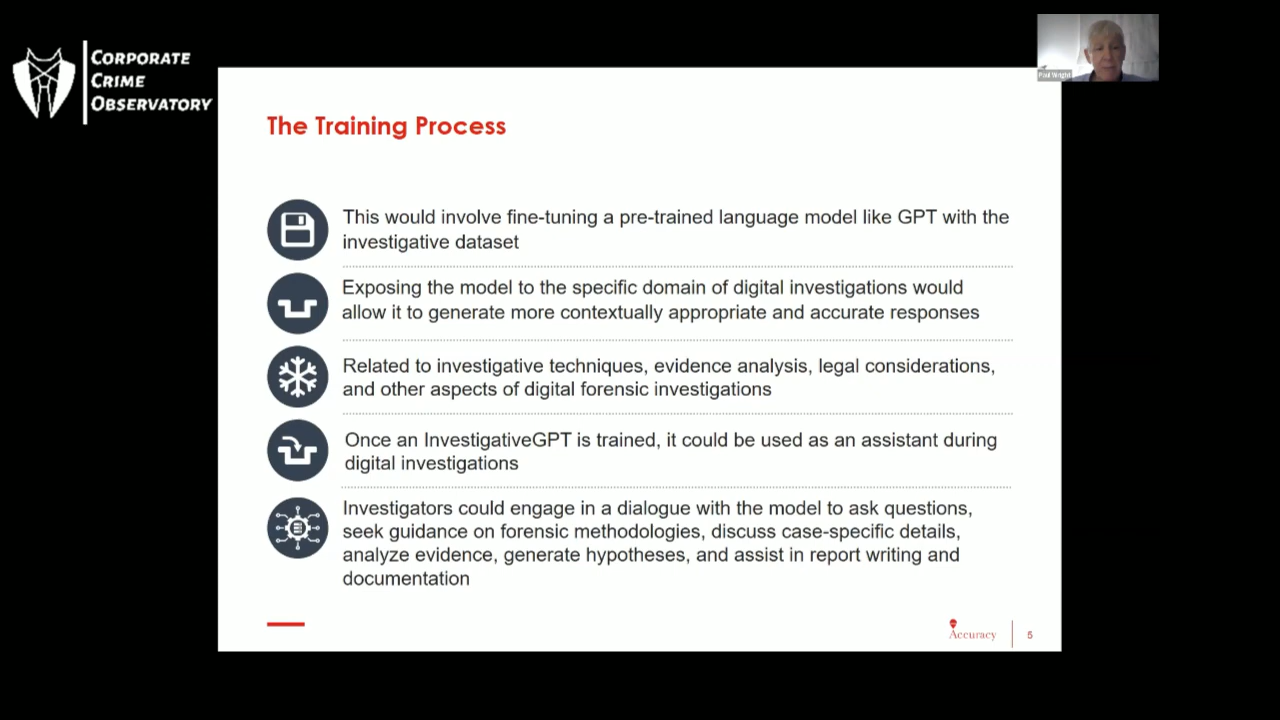 CORPORATE
CRIME
OBSERVATORY
Paul Wright
The Training Process
This would involve fine-tuning a pre-trained language model like GPT with the
investigative dataset
Exposing the model to the specific domain of digital investigations would
allow it to generate more contextually appropriate and accurate responses
Related to investigative techniques, evidence analysis, legal considerations,
and other aspects of digital forensic investigations
Once an InvestigativeGPT is trained, it could be used as an assistant during
digital investigations
Investigators could engage in a dialogue with the model to ask questions,
seek guidance on forensic methodologies, discuss case-specific details,
analyze evidence, generate hypotheses, and assist in report writing and
documentation
Accuracy
5